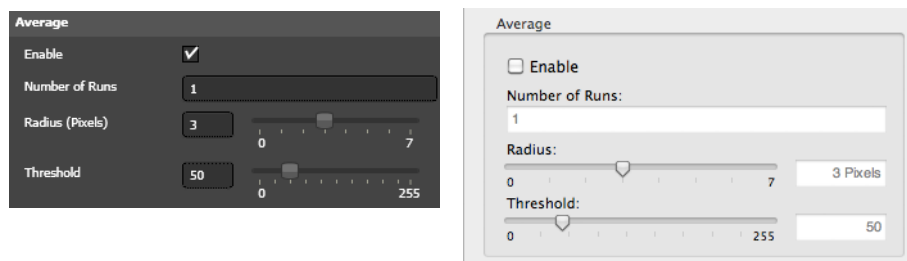 Average
Enable
Number of Runs 1
Radius (Pixels) 3
0 7
Threshold 50
0 255
Average
Enable
Number of Runs:
1
Radius:
0 7 3 Pixels
Threshold:
0 255 50